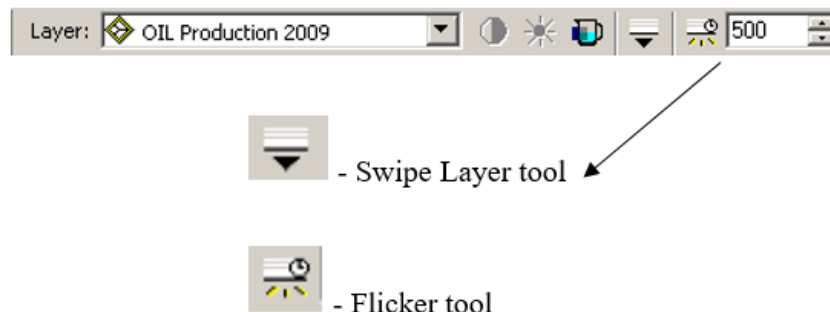 Layer: OIL Production 2009 500
- Swipe Layer tool
- Flicker tool